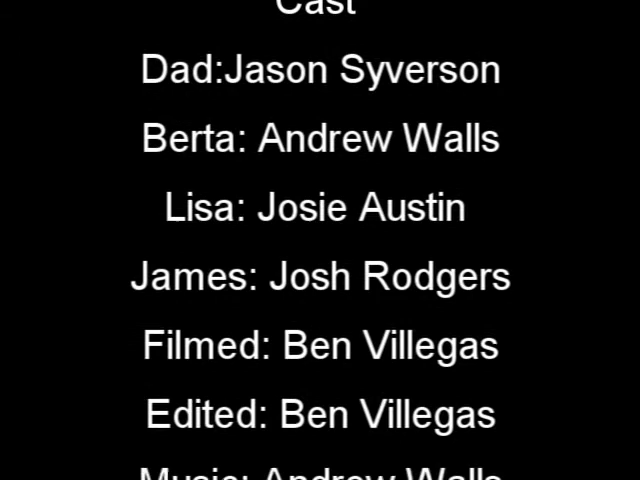 Cast
Dad:Jason Syverson
Berta: Andrew Walls
Lisa: Josie Austin
James: Josh Rodgers
Filmed: Ben Villegas
Edited: Ben Villegas
Music: Andrew Walls